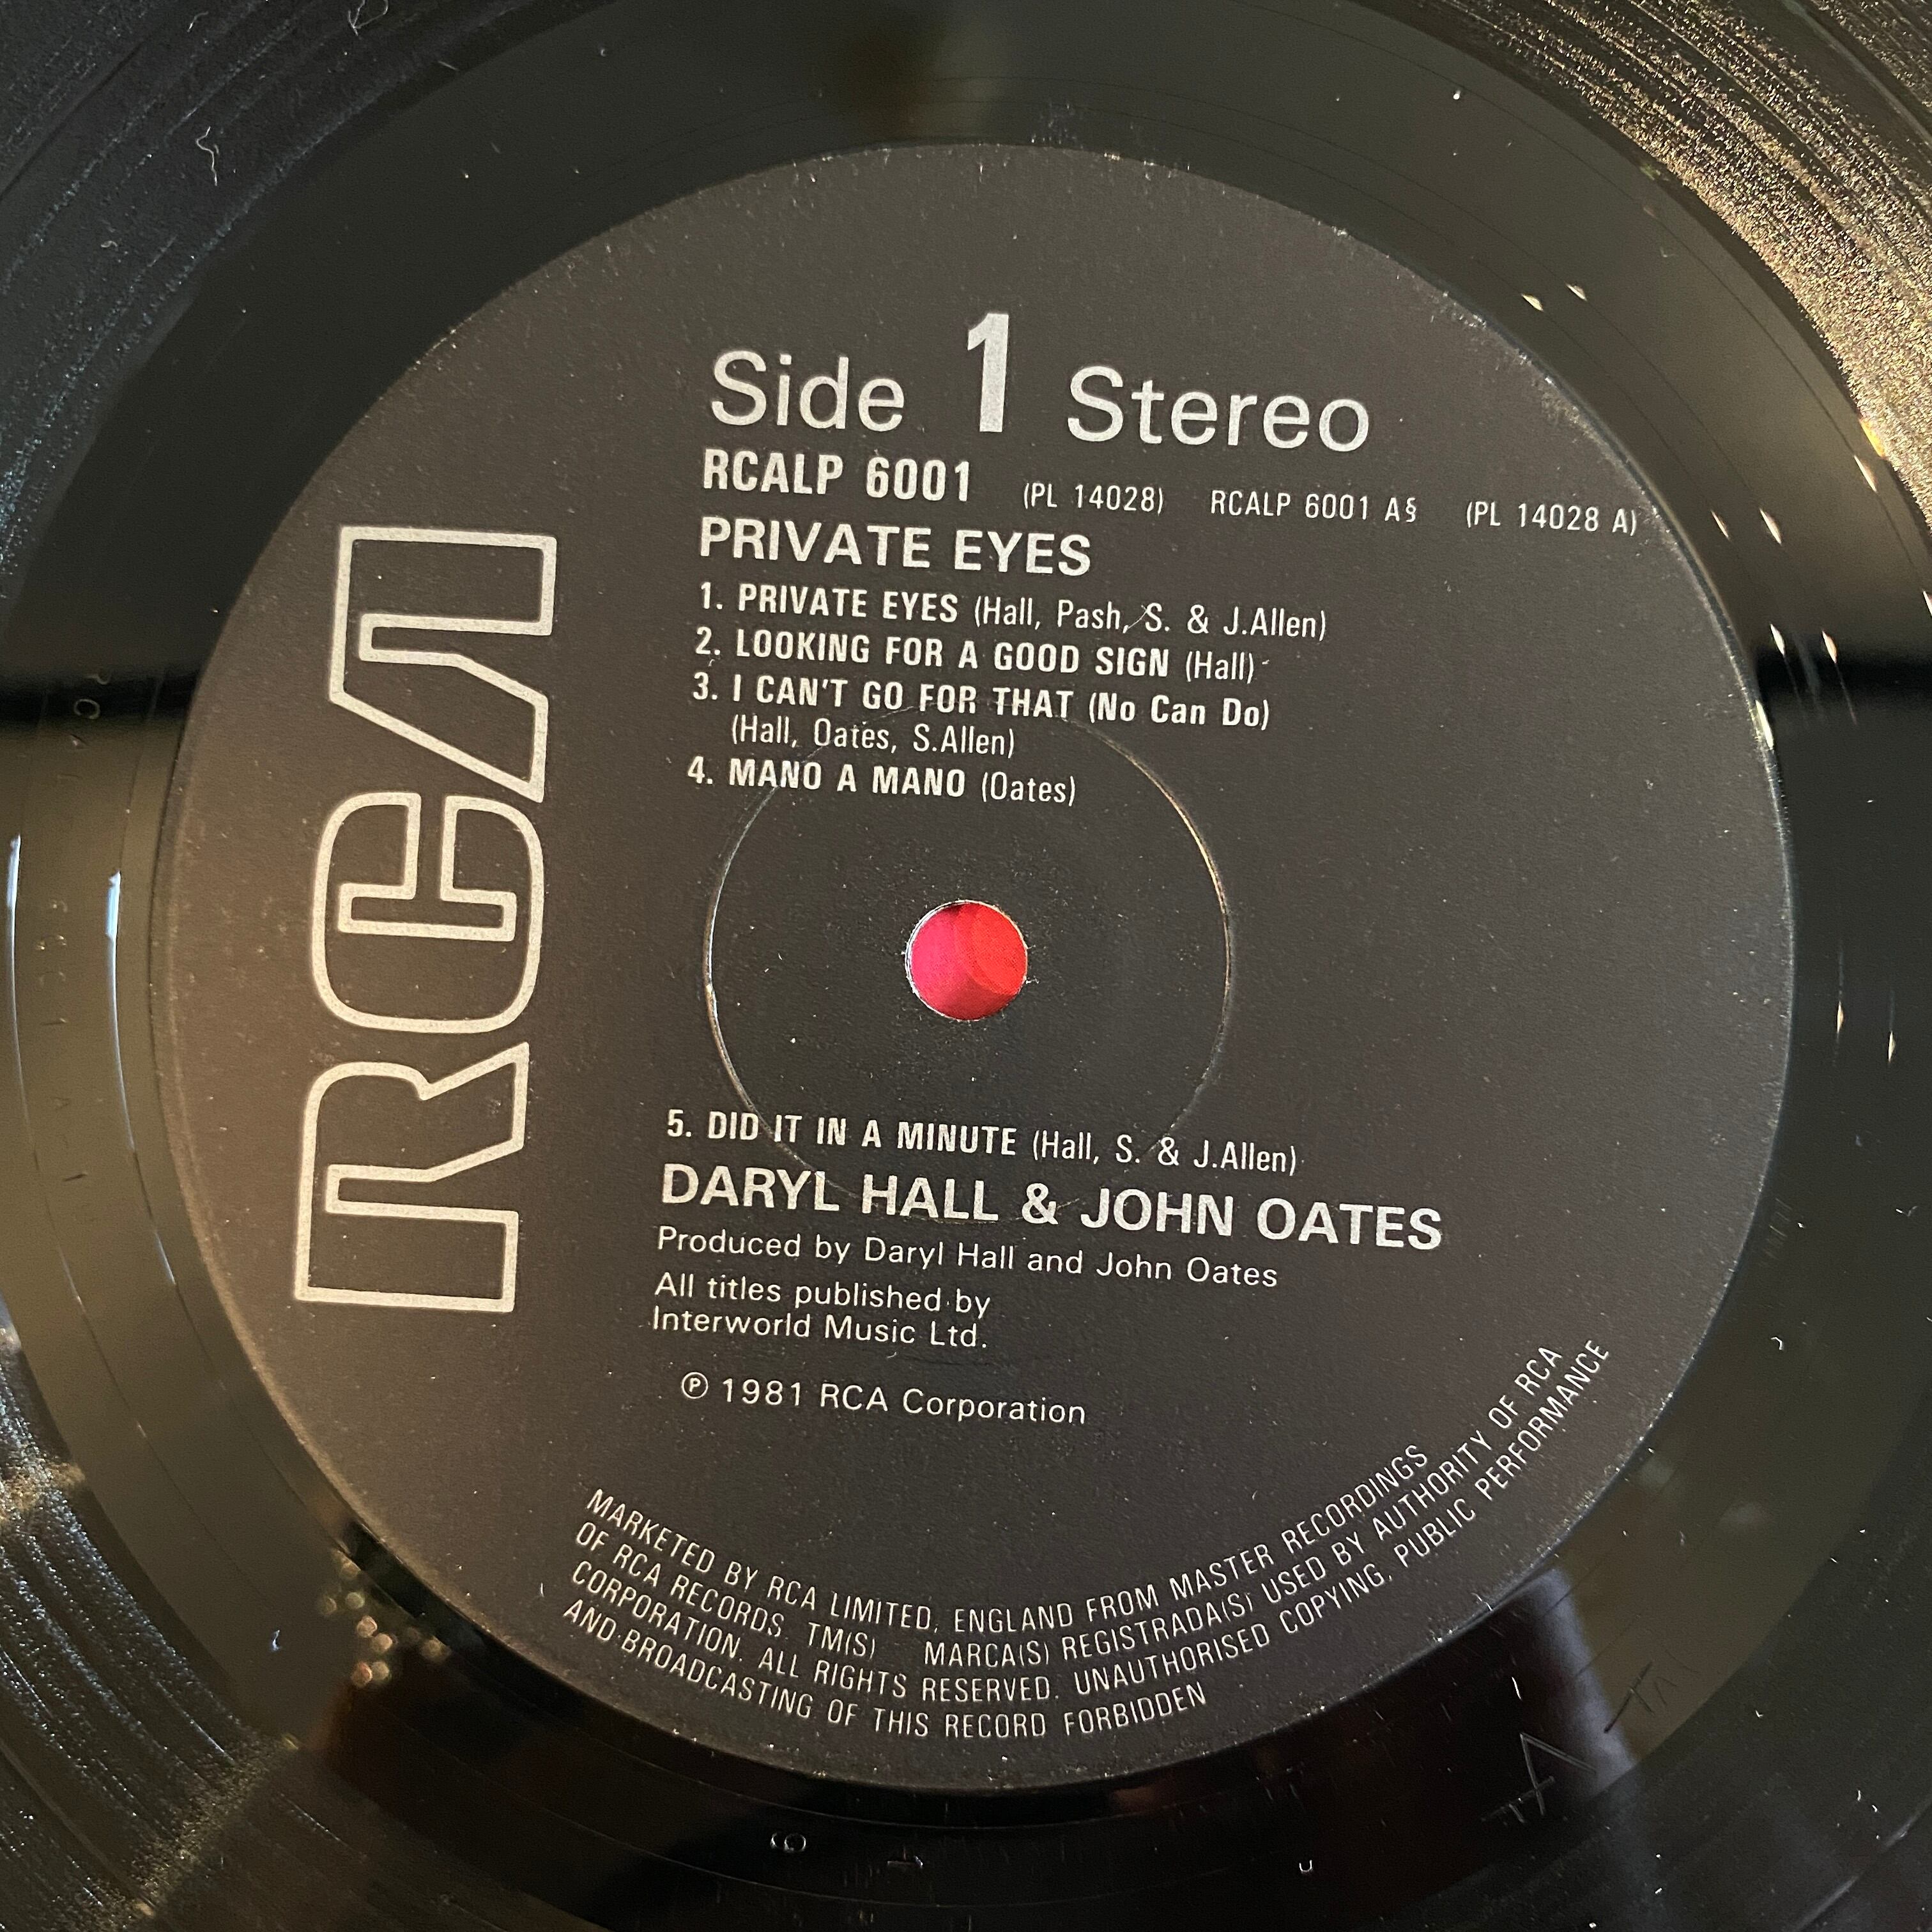 Side 1 Stereo
RCALP 6001 (PL 14028) RCALP 6001 A§ (PL 14028 A)
PRIVATE EYES
1. PRIVATE EYES (Hall, Pash, S. & J.Allen)
2. LOOKING FOR A GOOD SIGN (Hall)
3. I CAN'T GO FOR THAT (No Can Do)
(Hall, Oates, S.Allen)
4. MANO A MANO (Oates)
RCA
5. DID IT IN A MINUTE (Hall, S. & J.Allen)
DARYL HALL & JOHN OATES
Produced by Daryl Hall and John Oates
All titles published by
Interworld Music Ltd.
℗ 1981 RCA Corporation
MARKETED BY RCA LIMITED, ENGLAND FROM MASTER RECORDINGS
OF RCA RECORDS. TM(S) MARCA(S) REGISTRADA(S) USED BY AUTHORITY OF RCA
CORPORATION. ALL RIGHTS RESERVED. UNAUTHORISED COPYING, PUBLIC PERFORMANCE
AND BROADCASTING OF THIS RECORD FORBIDDEN